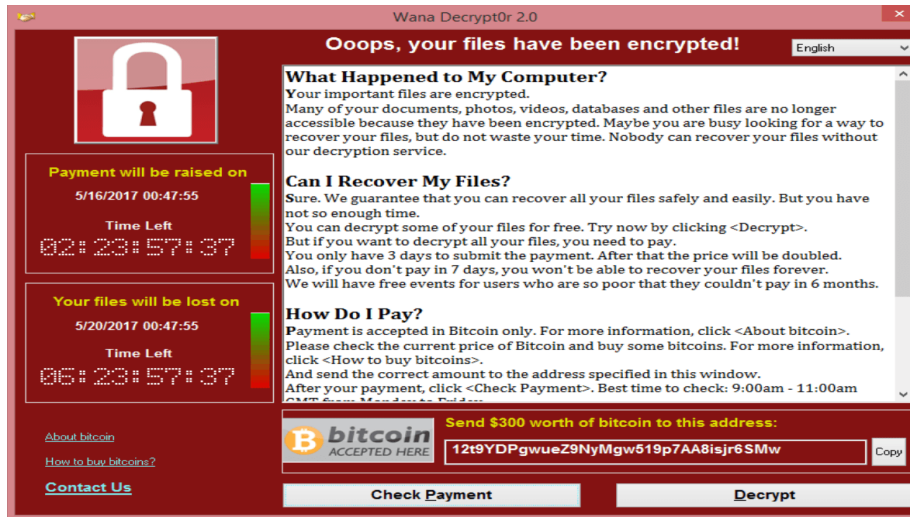 Wana Decrypt0r 2.0
Ooops, your files have been encrypted!
English
Payment will be raised on
5/16/2017 00:47:55
Time Left
02:23:57:37
Your files will be lost on
5/20/2017 00:47:55
Time Left
06:23:57:37
About bitcoin
How to buy bitcoins?
Contact Us
What Happened to My Computer?
Your important files are encrypted.
Many of your documents, photos, videos, databases and other files are no longer
accessible because they have been encrypted. Maybe you are busy looking for a way to
recover your files, but do not waste your time. Nobody can recover your files without
our decryption service.
Can I Recover My Files?
Sure. We guarantee that you can recover all your files safely and easily. But you have
not so enough time.
You can decrypt some of your files for free. Try now by clicking <Decrypt>.
But if you want to decrypt all your files, you need to pay.
You only have 3 days to submit the payment. After that the price will be doubled.
Also, if you don't pay in 7 days, you won't be able to recover your files forever.
We will have free events for users who are so poor that they couldn't pay in 6 months.
How Do I Pay?
Payment is accepted in Bitcoin only. For more information, click <About bitcoin>.
Please check the current price of Bitcoin and buy some bitcoins. For more information,
click <How to buy bitcoins>.
And send the correct amount to the address specified in this window.
After your payment, click <Check Payment>. Best time to check: 9:00am - 11:00am
GMT from Monday to Friday
bitcoin
ACCEPTED HERE
Send $300 worth of bitcoin to this address:
12t9YDPgwueZ9NyMgw519p7AA8isjr6SMw
Copy
Check Payment
Decrypt